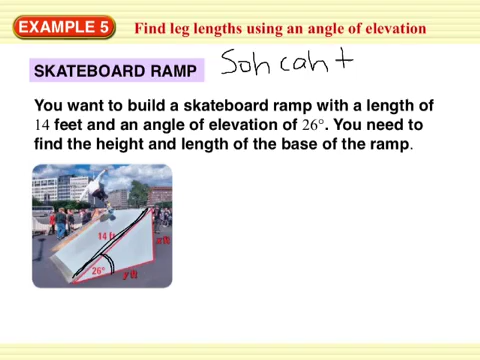 EXAMPLE 5 Find leg lengths using an angle of elevation
SKATEBOARD RAMP Soh cah t
You want to build a skateboard ramp with a length of
14 feet and an angle of elevation of 26°. You need to
find the height and length of the base of the ramp.
14 ft
x ft
26°
y ft